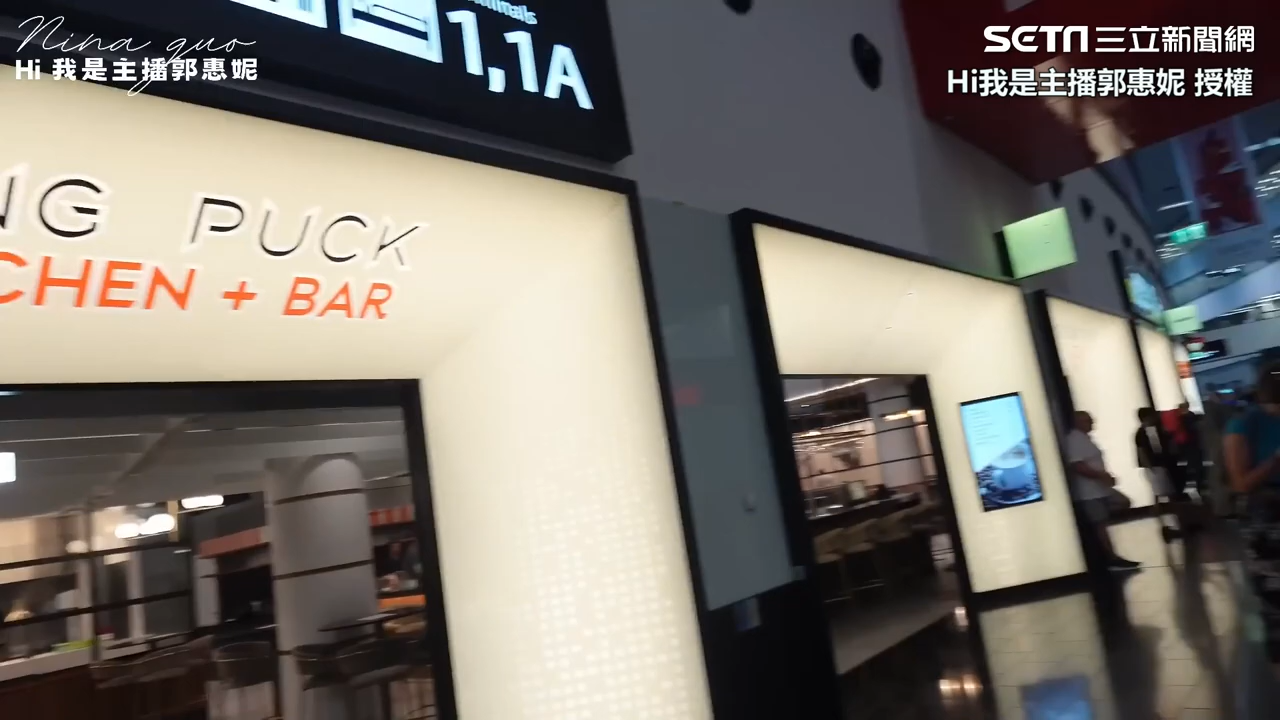 Nina guo
Hi 我是主播郭惠妮
SETN三立新聞網
Hi我是主播郭惠妮 授權
1,1A
NG PUCK
CHEN + BAR